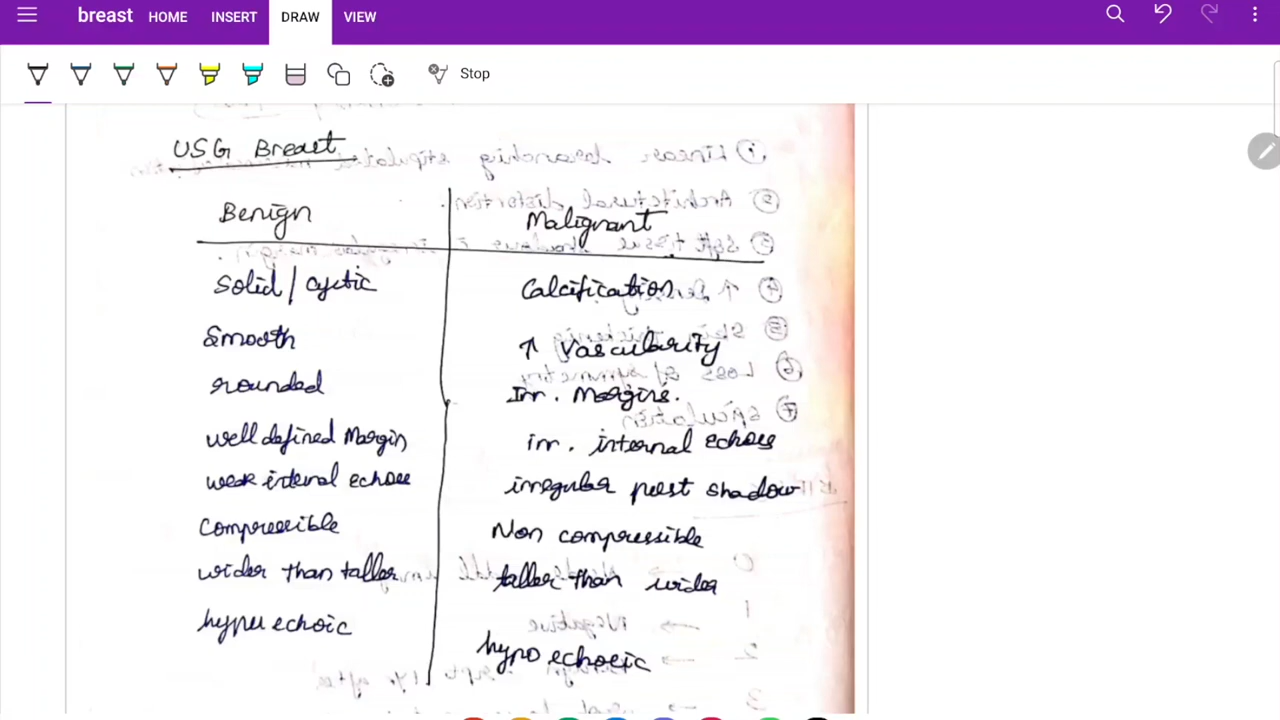 breast HOME INSERT DRAW VIEW
Stop
USG Breast
Benign Malignant
Solid / Cystic Calcification
Smooth ↑ Vascularity
rounded Irr. Margins.
well defined Margin irr. internal echoes
weak internal echoes irregular post shadow
Compressible Non compressible
wider than taller taller than wider
hyper echoic hypo echoeic